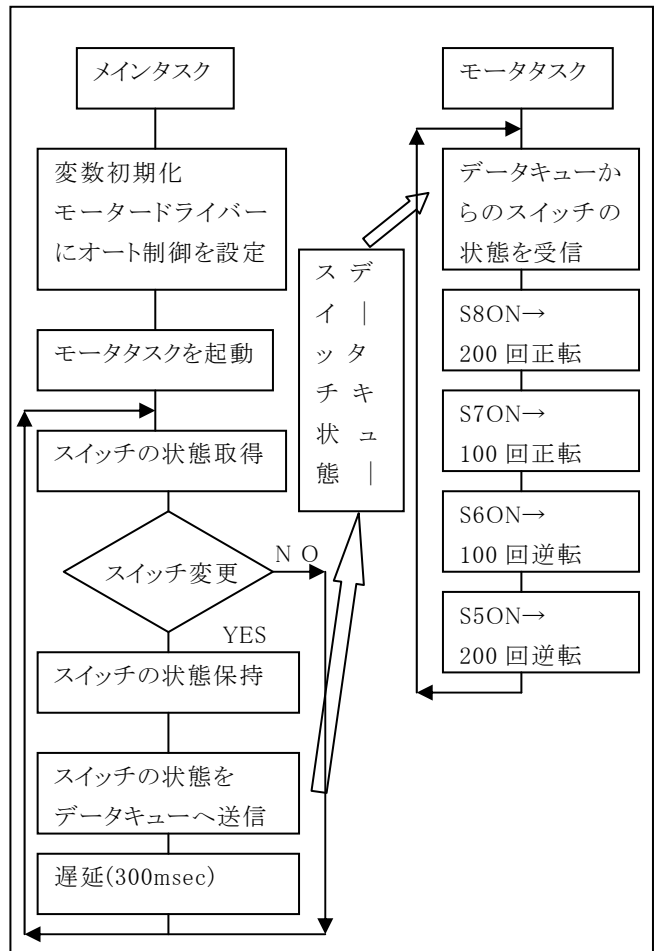 メインタスク
変数初期化
モータードライバー
にオート制御を設定
モータタスクを起動
スイッチの状態取得
スイッチ変更
NO
YES
スイッチの状態保持
スイッチの状態を
データキューへ送信
遅延(300msec)
データキュー
スイッチ状態
モータタスク
データキューか
らのスイッチの
状態を受信
S8ON→
200回正転
S7ON→
100回正転
S6ON→
100回逆転
S5ON→
200回逆転